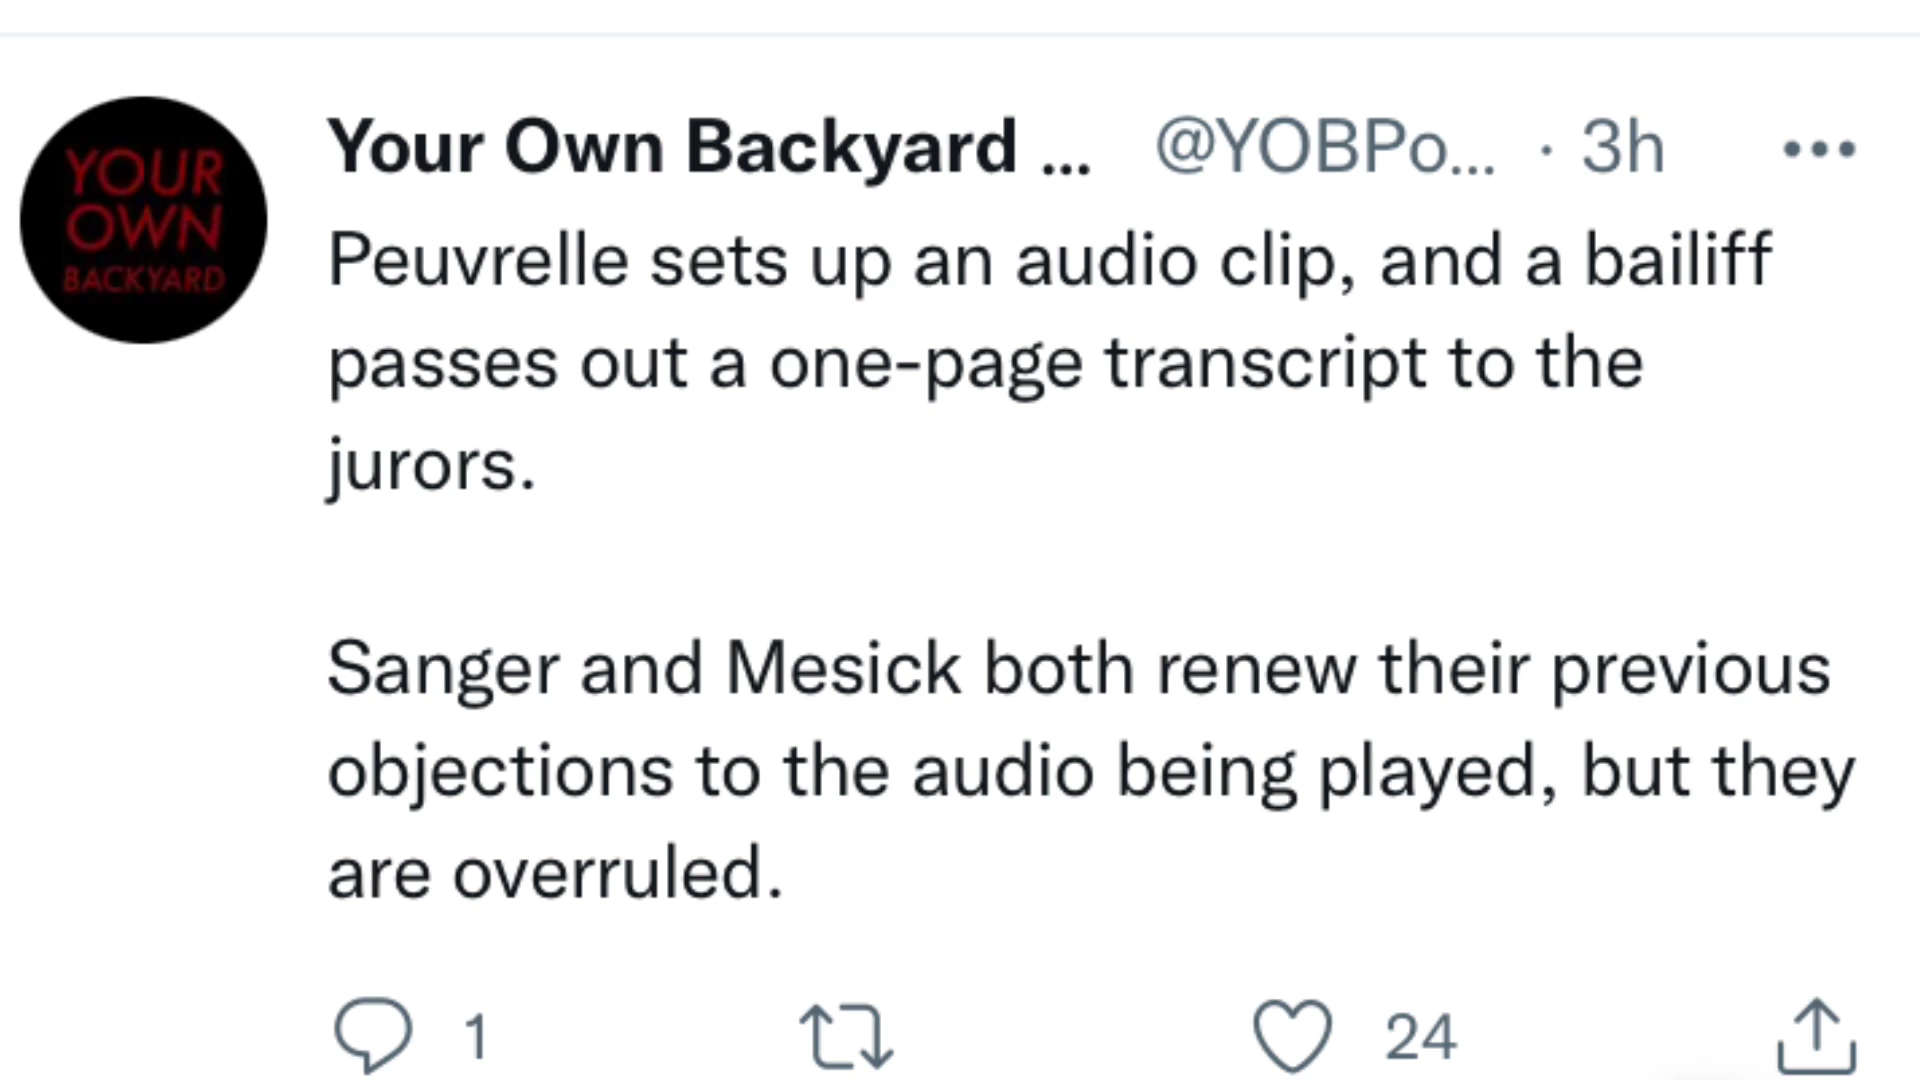 YOUR
OWN
BACKYARD
Your Own Backyard ... @YOBPo... · 3h
Peuvrelle sets up an audio clip, and a bailiff
passes out a one-page transcript to the
jurors.
Sanger and Mesick both renew their previous
objections to the audio being played, but they
are overruled.
1 24